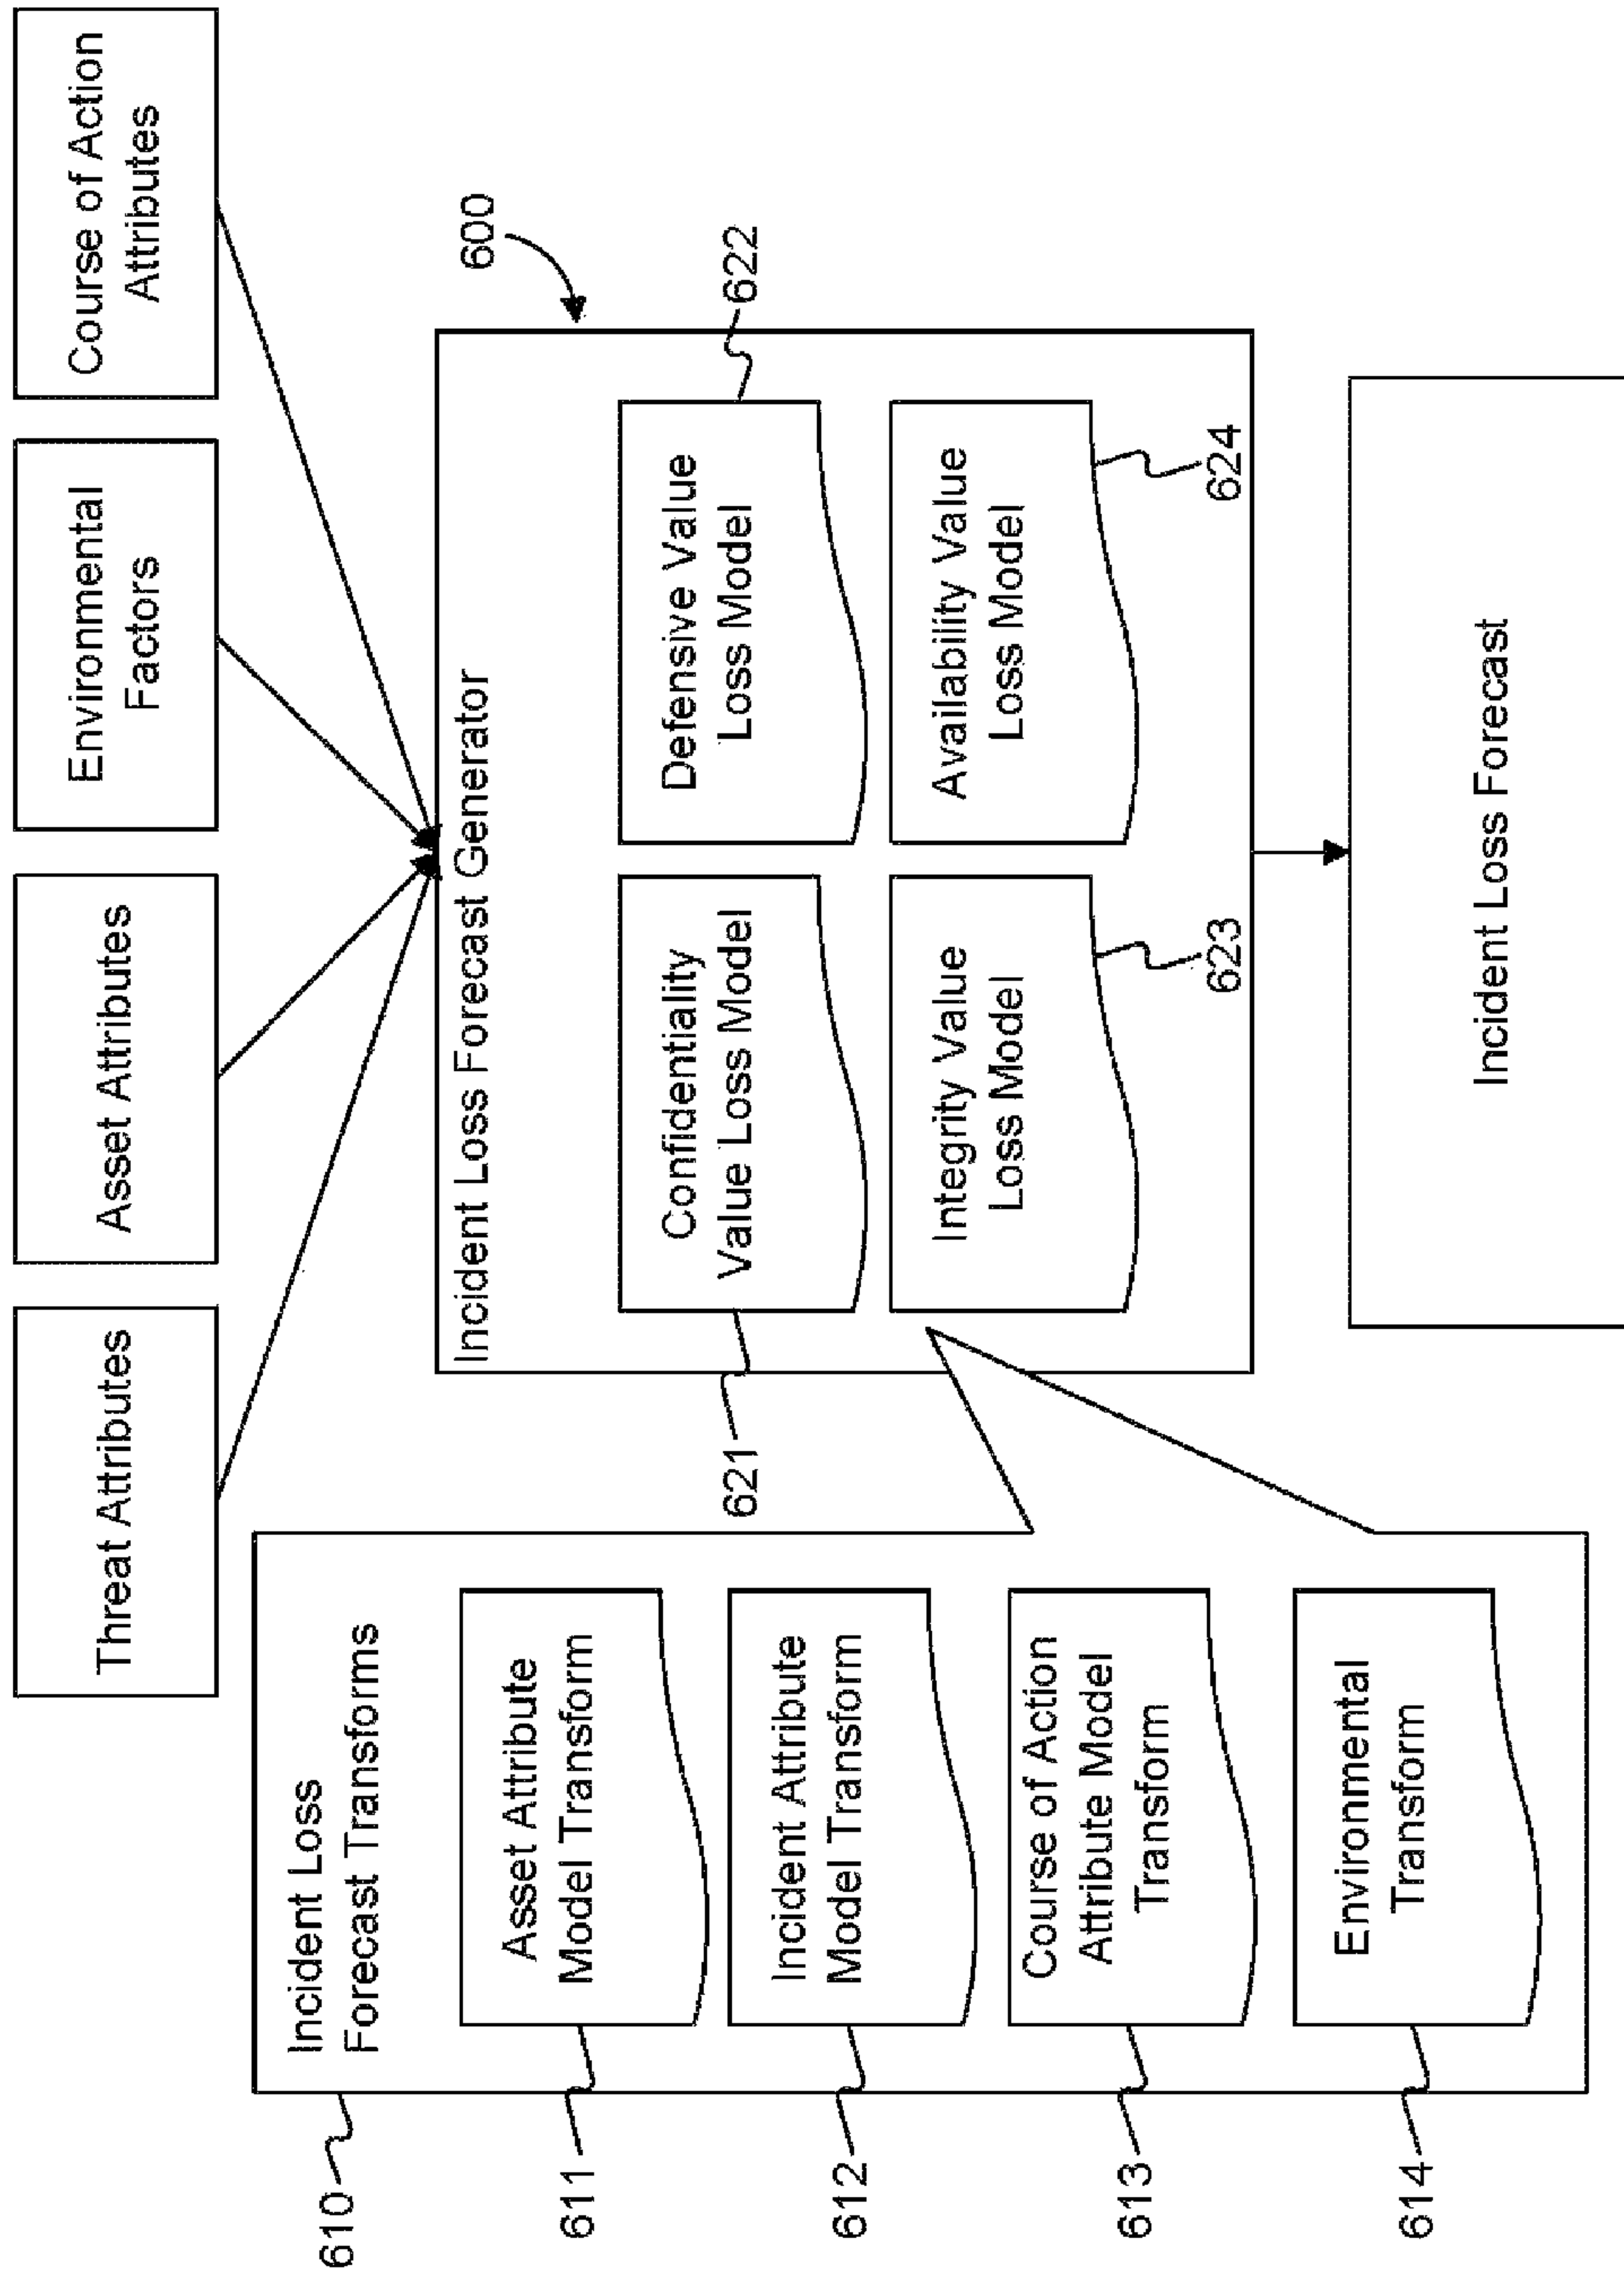 Threat Attributes
Asset Attributes
Environmental
Factors
Course of Action
Attributes
600
Incident Loss Forecast Generator
Confidentiality
Value Loss Model
621
Defensive Value
Loss Model
622
Integrity Value
Loss Model
623
Availability Value
Loss Model
624
610
Incident Loss
Forecast Transforms
Asset Attribute
Model Transform
611
Incident Attribute
Model Transform
612
Course of Action
Attribute Model
Transform
613
Environmental
Transform
614
Incident Loss Forecast